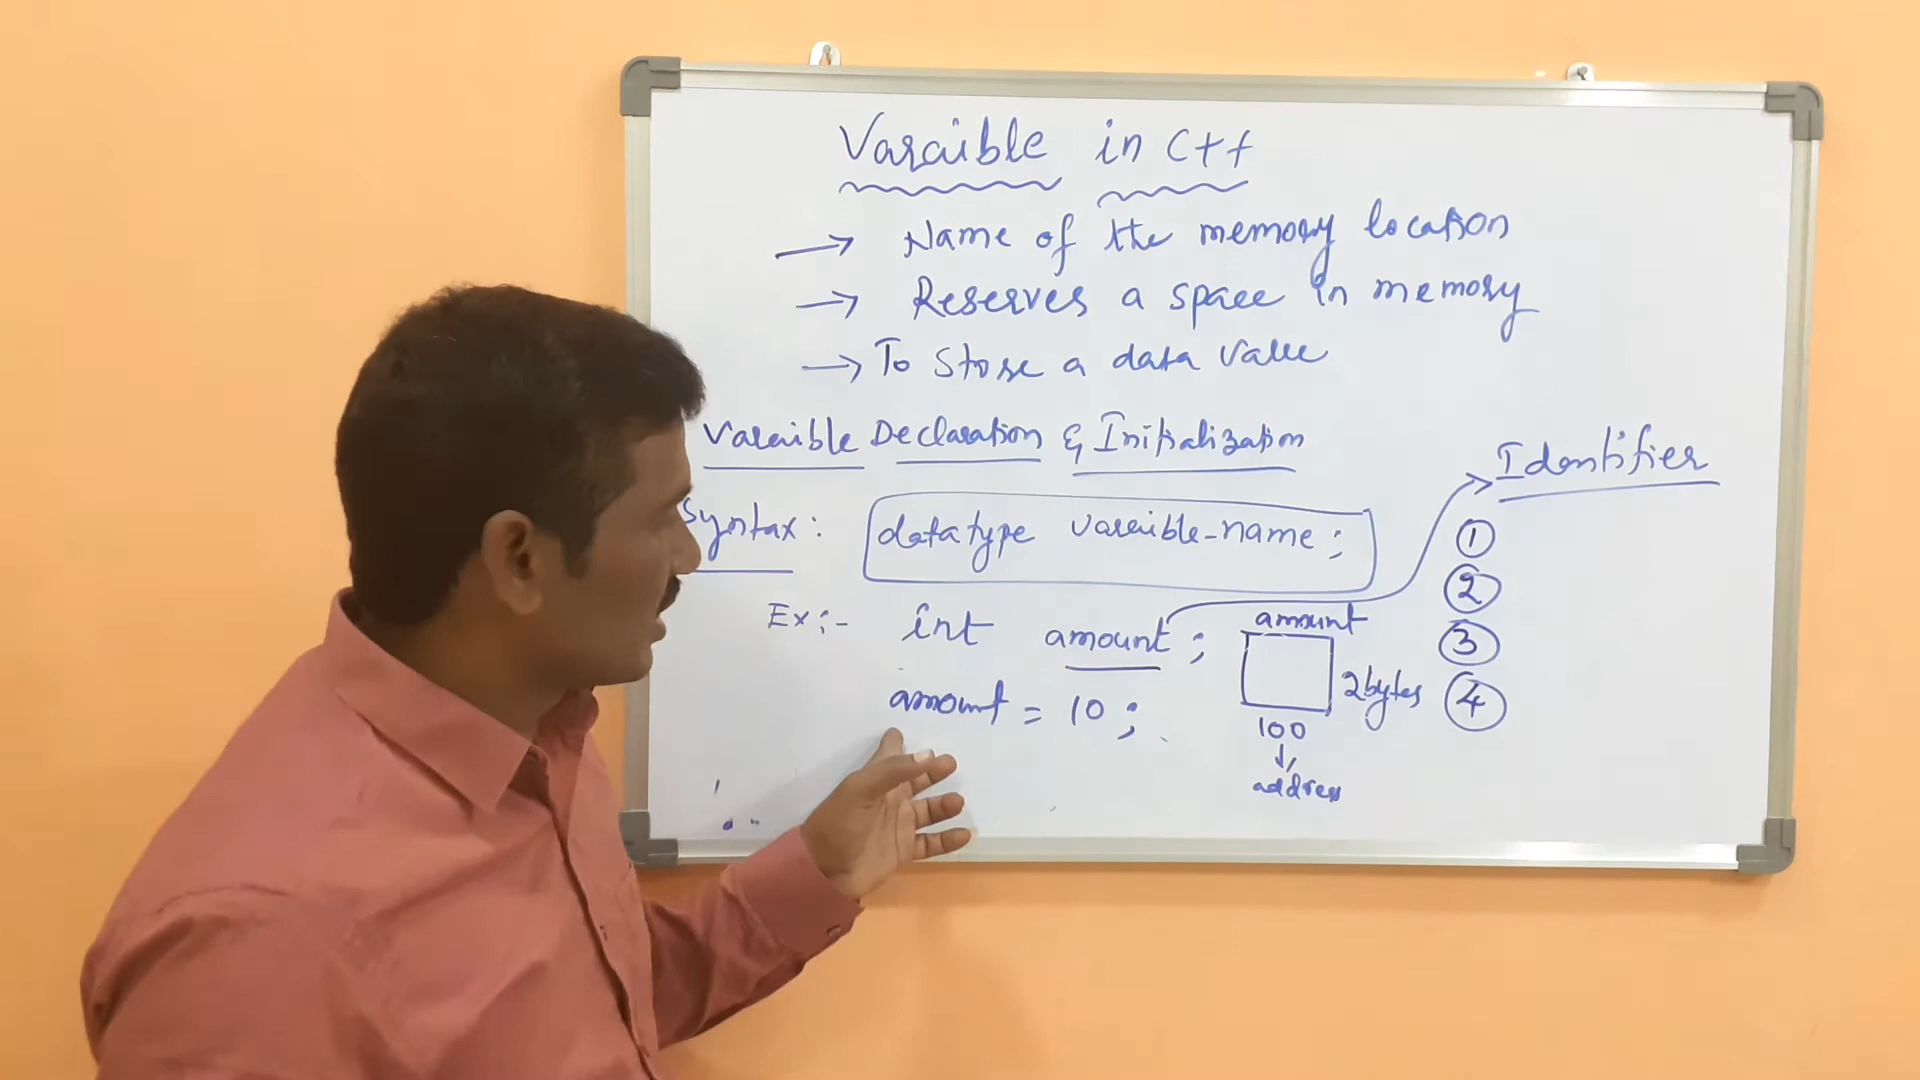 Varaible in C++
→ Name of the memory location
→ Reserves a space in memory
→ To Store a data value
Varaible Declaration & Initialization
Identifier
Syntax: datatype varaible-name;
Ex:- int amount;
amount = 10;
amount
2bytes
100
↓
address
①
②
③
④